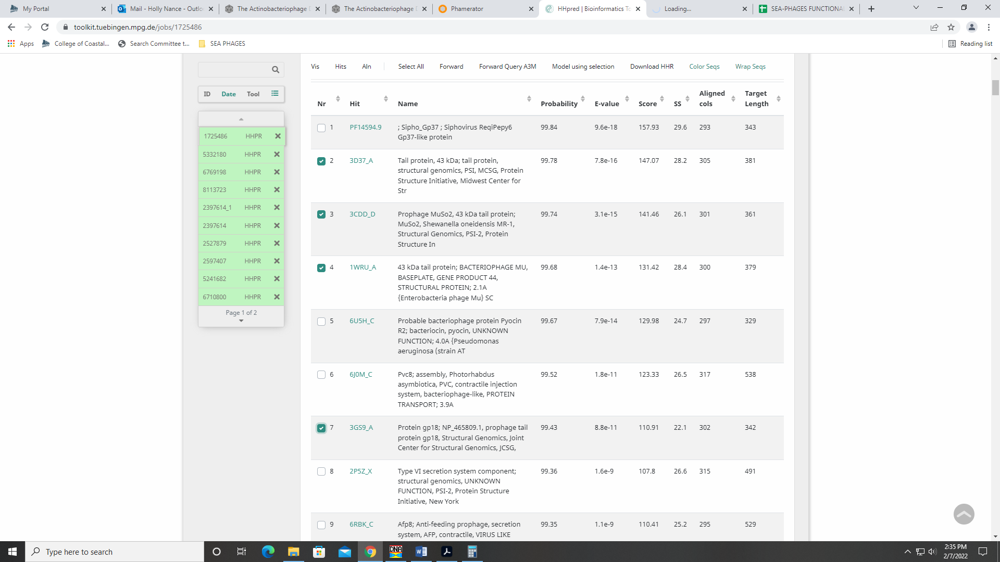 My Portal
Mail - Holly Nance - Outlo
The Actinobacteriophage D
The Actinobacteriophage D
Phamerator
HHpred | Bioinformatics To
Loading...
SEA-PHAGES FUNCTIONAL
toolkit.tuebingen.mpg.de/jobs/1725486
Apps
College of Coastal...
Search Committee t...
SEA PHAGES
Reading list
Vis Hits Aln Select All Forward Forward Query A3M Model using selection Download HHR Color Seqs Wrap Seqs
ID Date Tool
1725486 HHPR
5332180 HHPR
6769198 HHPR
8113723 HHPR
2397614_1 HHPR
2397614 HHPR
2527879 HHPR
2597407 HHPR
5241682 HHPR
6710800 HHPR
Page 1 of 2
Nr Hit Name Probability E-value Score SS Aligned cols Target Length
1 PF14594.9 ; Sipho_Gp37 ; Siphovirus ReqiPepy6 99.84 9.6e-18 157.93 29.6 293 343
Gp37-like protein
2 3D37_A Tail protein, 43 kDa; tail protein, 99.78 7.8e-16 147.07 28.2 305 381
structural genomics, PSI, MCSG, Protein
Structure Initiative, Midwest Center for
Str
3 3CDD_D Prophage MuSo2, 43 kDa tail protein; 99.74 3.1e-15 141.46 26.1 301 361
MuSo2, Shewanella oneidensis MR-1,
Structural Genomics, PSI-2, Protein
Structure In
4 1WRU_A 43 kDa tail protein; BACTERIOPHAGE MU, 99.68 1.4e-13 131.42 28.4 300 379
BASEPLATE, GENE PRODUCT 44,
STRUCTURAL PROTEIN; 2.1A
{Enterobacteria phage Mu} SC
5 6U5H_C Probable bacteriophage protein Pyocin 99.67 7.9e-14 129.98 24.7 297 329
R2; bacteriocin, pyocin, UNKNOWN
FUNCTION; 4.0A {Pseudomonas
aeruginosa (strain AT
6 6J0M_C Pvc8; assembly, Photorhabdus 99.52 1.8e-11 123.33 26.5 317 538
asymbiotica, PVC, contractile injection
system, bacteriophage-like, PROTEIN
TRANSPORT; 3.9A
7 3GS9_A Protein gp18; NP_465809.1, prophage tail 99.43 8.8e-11 110.91 22.1 302 342
protein gp18, Structural Genomics, Joint
Center for Structural Genomics, JCSG,
8 2P5Z_X Type VI secretion system component; 99.36 1.6e-9 107.8 26.6 315 491
structural genomics, UNKNOWN
FUNCTION, PSI-2, Protein Structure
Initiative, New York
9 6RBK_C Afp8; Anti-feeding prophage, secretion 99.35 1.1e-9 110.41 25.2 295 529
system, AFP, contractile, VIRUS LIKE
Type here to search
DNA
2:35 PM
2/7/2022